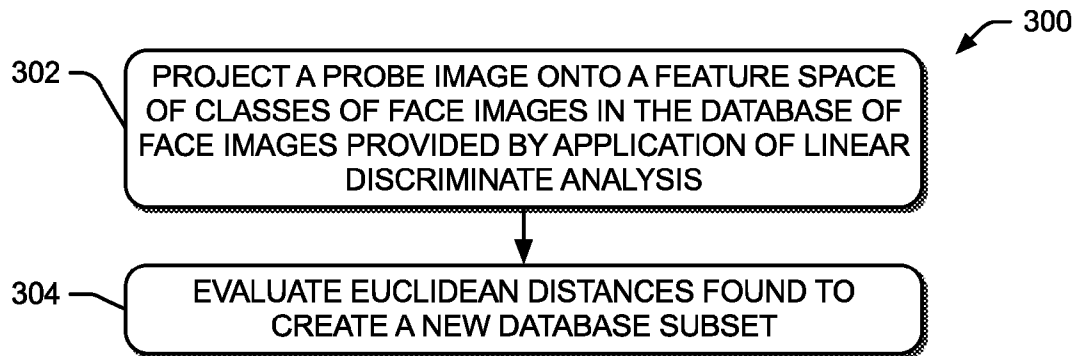 300
302
PROJECT A PROBE IMAGE ONTO A FEATURE SPACE
OF CLASSES OF FACE IMAGES IN THE DATABASE OF
FACE IMAGES PROVIDED BY APPLICATION OF LINEAR
DISCRIMINATE ANALYSIS
304
EVALUATE EUCLIDEAN DISTANCES FOUND TO
CREATE A NEW DATABASE SUBSET